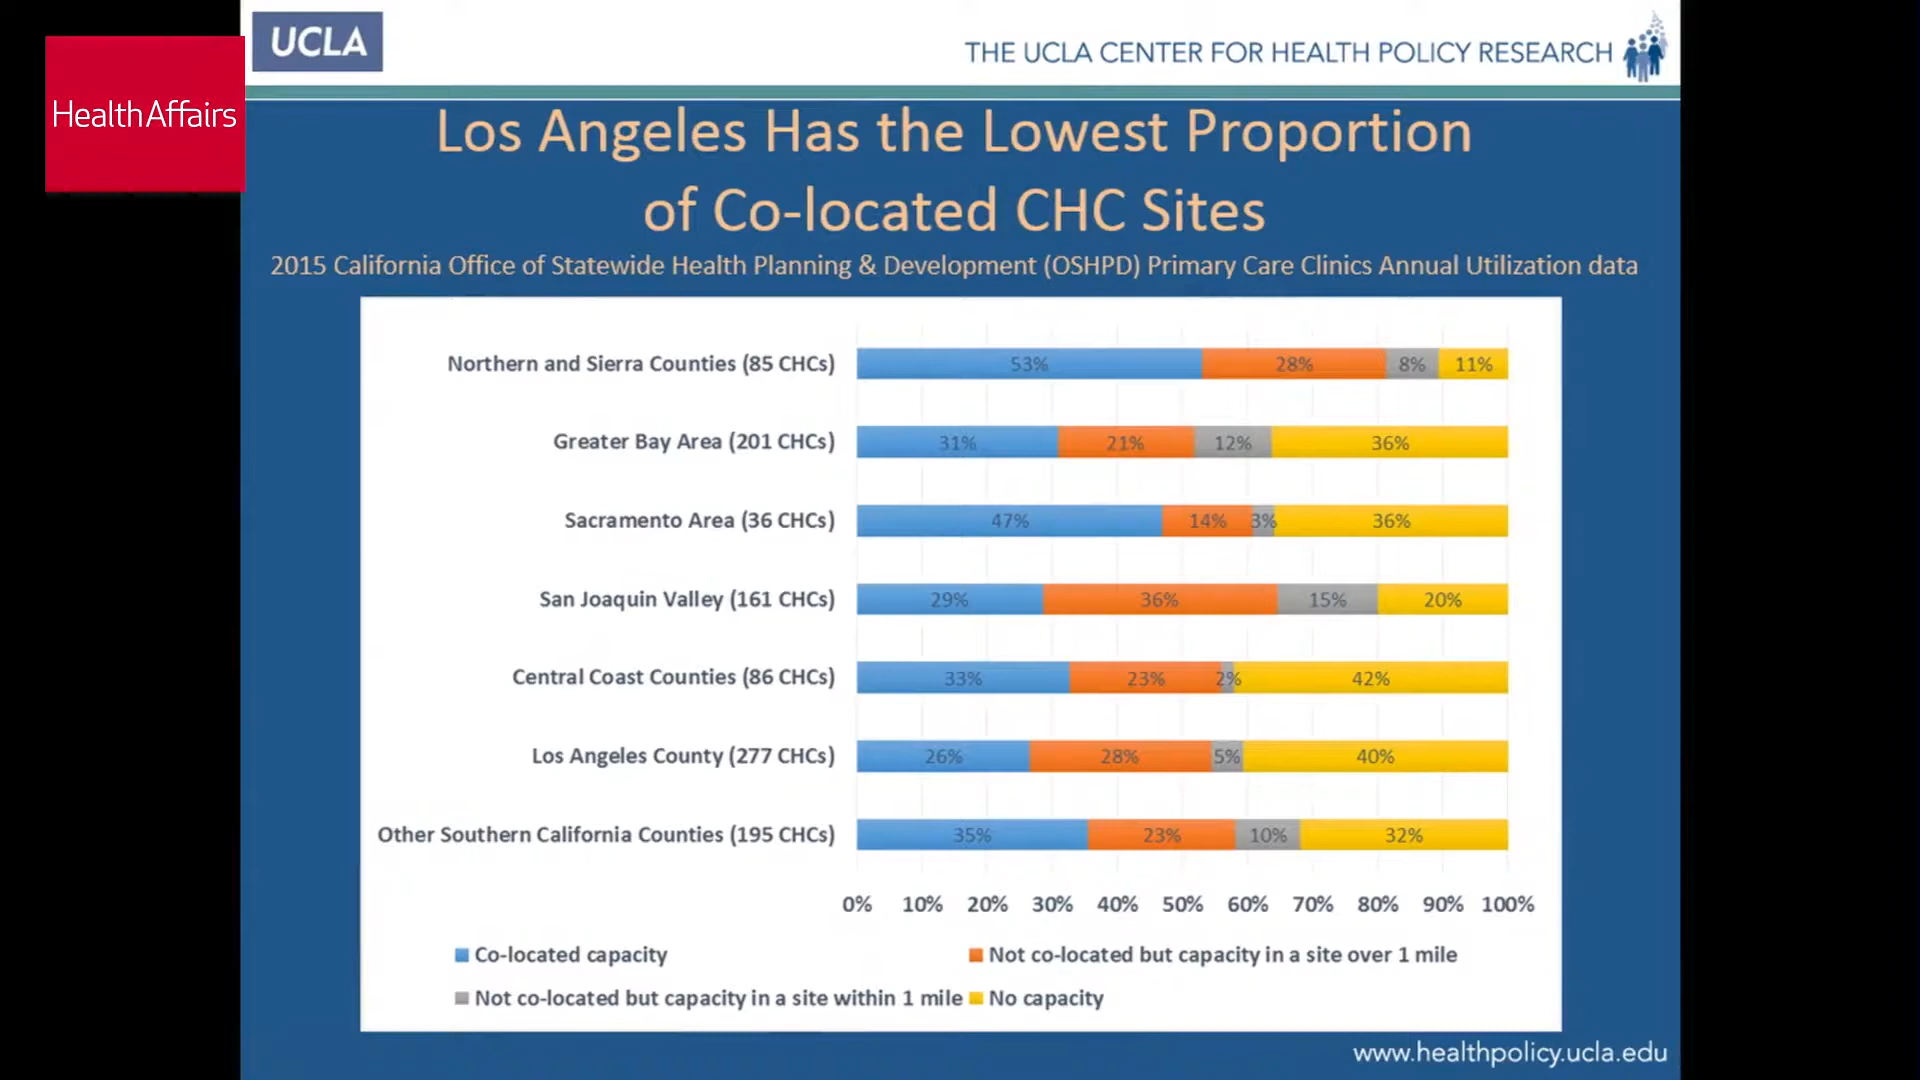 UCLA
THE UCLA CENTER FOR HEALTH POLICY RESEARCH
HealthAffairs
Los Angeles Has the Lowest Proportion
of Co-located CHC Sites
2015 California Office of Statewide Health Planning & Development (OSHPD) Primary Care Clinics Annual Utilization data
Northern and Sierra Counties (85 CHCs) 53% 28% 8% 11%
Greater Bay Area (201 CHCs) 31% 21% 12% 36%
Sacramento Area (36 CHCs) 47% 14% 3% 36%
San Joaquin Valley (161 CHCs) 29% 36% 15% 20%
Central Coast Counties (86 CHCs) 33% 23% 2% 42%
Los Angeles County (277 CHCs) 26% 28% 5% 40%
Other Southern California Counties (195 CHCs) 35% 23% 10% 32%
0% 10% 20% 30% 40% 50% 60% 70% 80% 90% 100%
Co-located capacity Not co-located but capacity in a site over 1 mile
Not co-located but capacity in a site within 1 mile No capacity
www.healthpolicy.ucla.edu